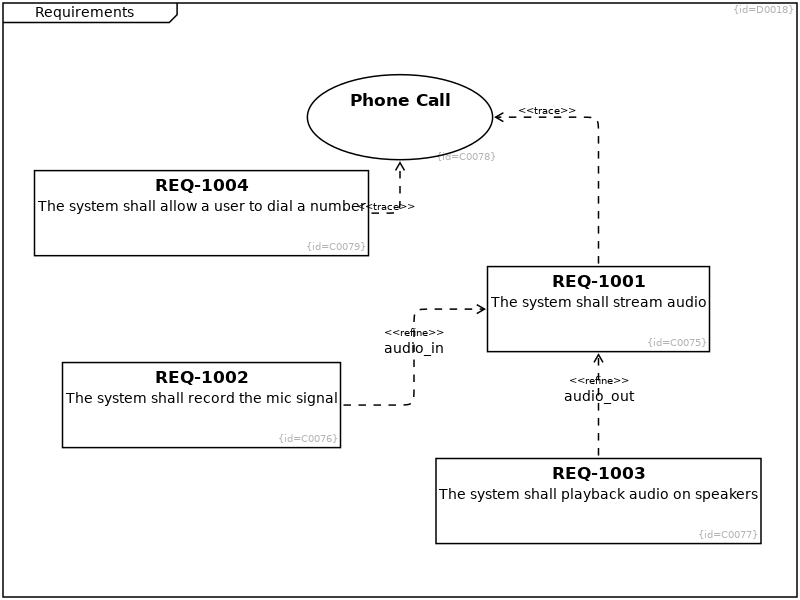 Requirements
{id=D0018}
Phone Call
<<trace>>
{id=C0078}
REQ-1004
The system shall allow a user to dial a number
<<trace>>
{id=C0079}
REQ-1001
The system shall stream audio
{id=C0075}
<<refine>>
audio_in
REQ-1002
The system shall record the mic signal
{id=C0076}
<<refine>>
audio_out
REQ-1003
The system shall playback audio on speakers
{id=C0077}